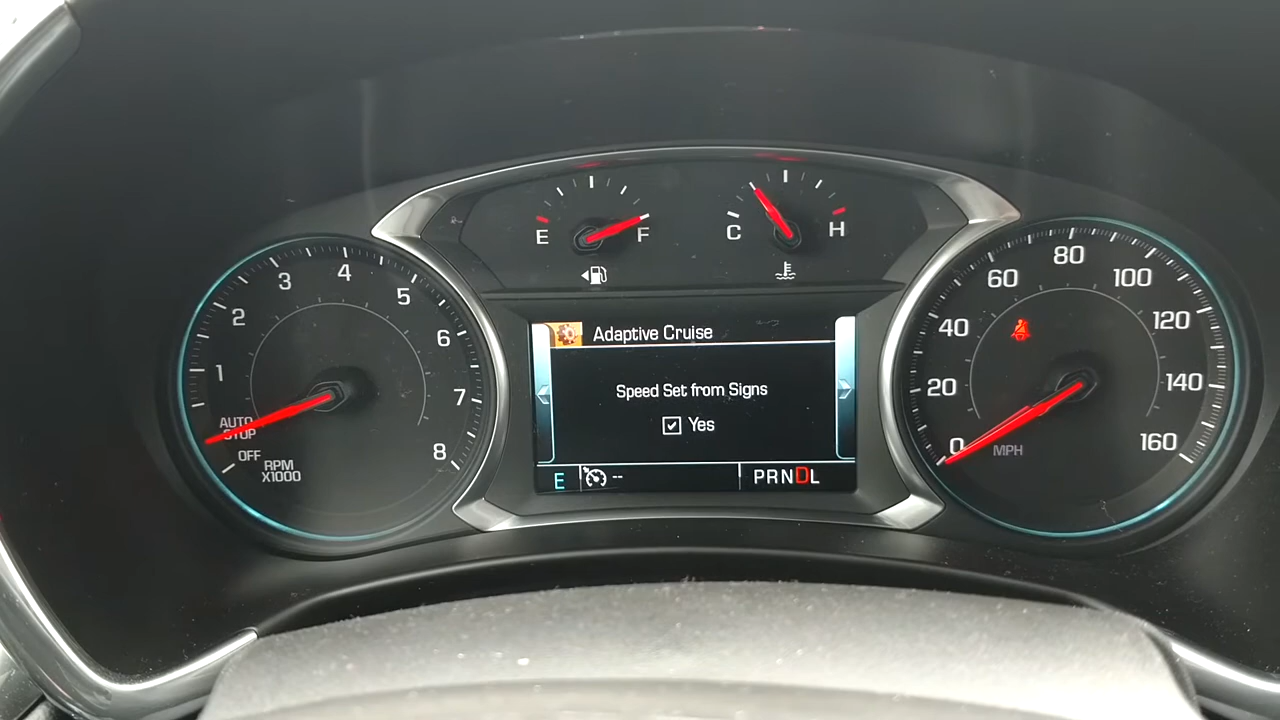 1
2
3
4
5
6
7
8
AUTO
STOP
OFF
RPM
X1000
E
F
C
H
Adaptive Cruise
Speed Set from Signs
Yes
E
--
PRNDL
0
20
40
60
80
100
120
140
160
MPH